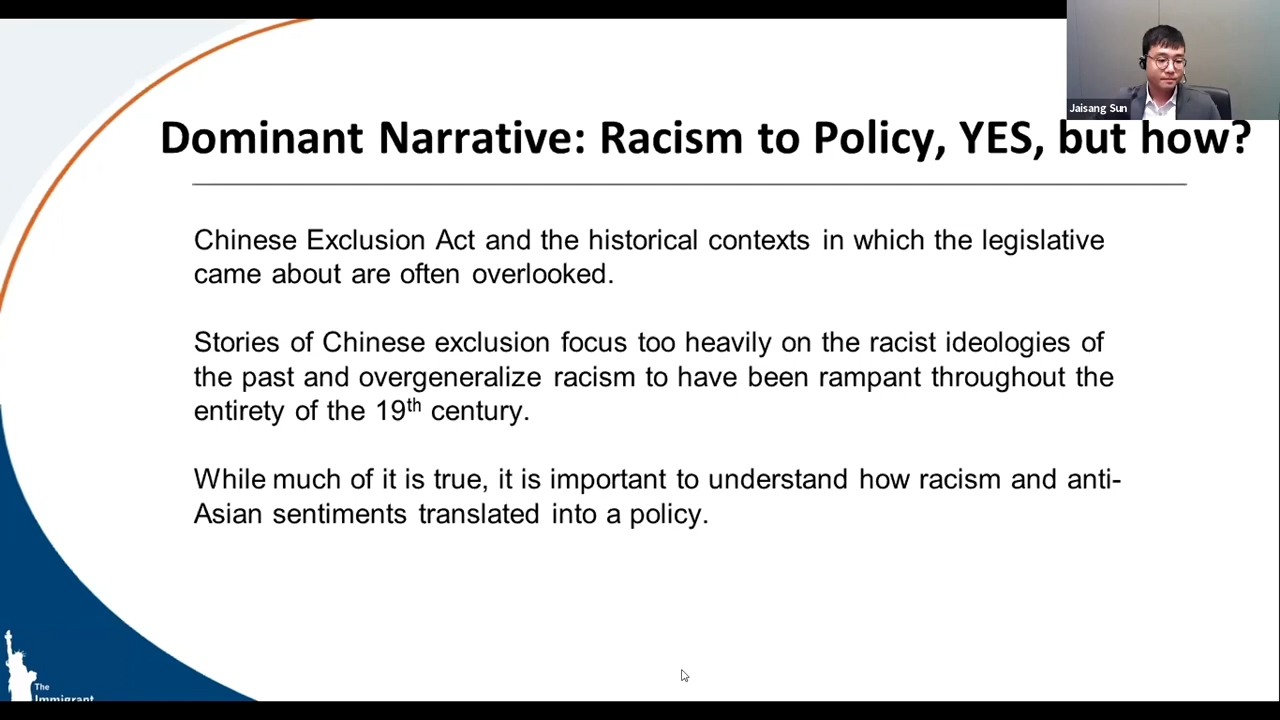 Jaisang Sun
Dominant Narrative: Racism to Policy, YES, but how?
Chinese Exclusion Act and the historical contexts in which the legislative
came about are often overlooked.
Stories of Chinese exclusion focus too heavily on the racist ideologies of
the past and overgeneralize racism to have been rampant throughout the
entirety of the 19th century.
While much of it is true, it is important to understand how racism and anti-
Asian sentiments translated into a policy.
The
Immigrant